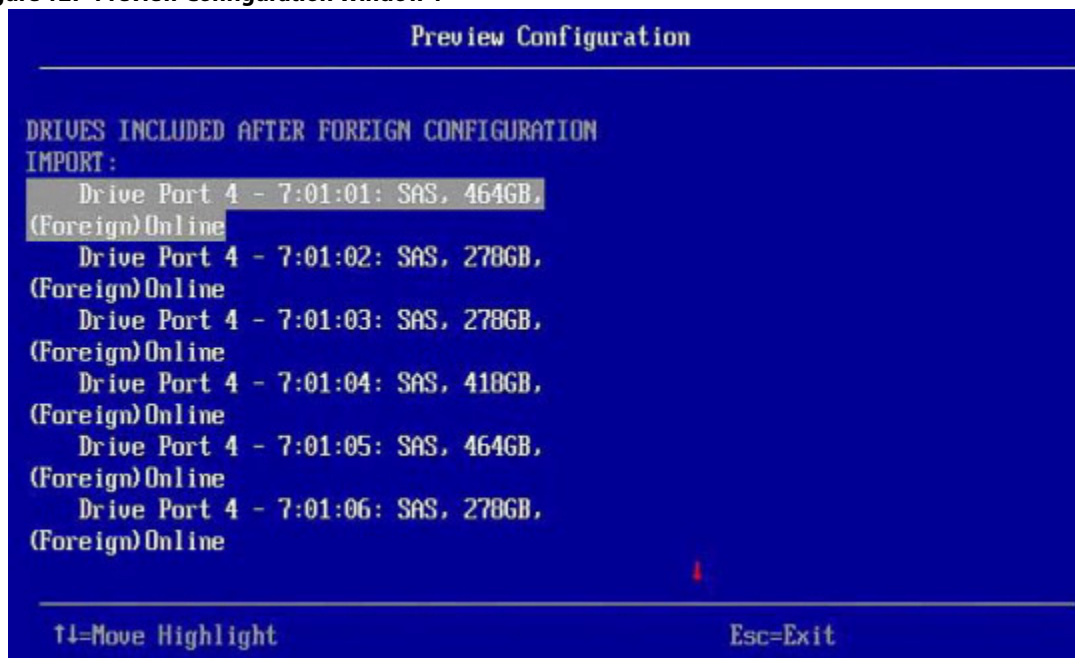 Preview Configuration
DRIVES INCLUDED AFTER FOREIGN CONFIGURATION
IMPORT:
Drive Port 4 - 7:01:01: SAS, 464GB,
(Foreign)Online
Drive Port 4 - 7:01:02: SAS, 278GB,
(Foreign)Online
Drive Port 4 - 7:01:03: SAS, 278GB,
(Foreign)Online
Drive Port 4 - 7:01:04: SAS, 418GB,
(Foreign)Online
Drive Port 4 - 7:01:05: SAS, 464GB,
(Foreign)Online
Drive Port 4 - 7:01:06: SAS, 278GB,
(Foreign)Online
↓
↑↓=Move Highlight Esc=Exit